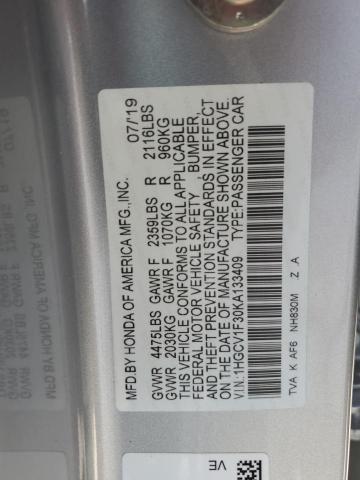 MFD.BY HONDA OF AMERICA MFG.,INC. 07/'19
GVWR 4475LBS GAWR F 2359LBS R 2116LBS
GVWR 2030KG GAWR F 1070KG R 960KG
THIS VEHICLE CONFORMS TO ALL APPLICABLE
FEDERAL MOTOR VEHICLE SAFETY, BUMPER,
AND THEFT PREVENTION STANDARDS IN EFFECT
ON THE DATE OF MANUFACTURE SHOWN ABOVE.
V.I.N.:1HGCV1F30KA133409 TYPE:PASSENGER CAR
TVA K AF6 NH830M Z A
VE